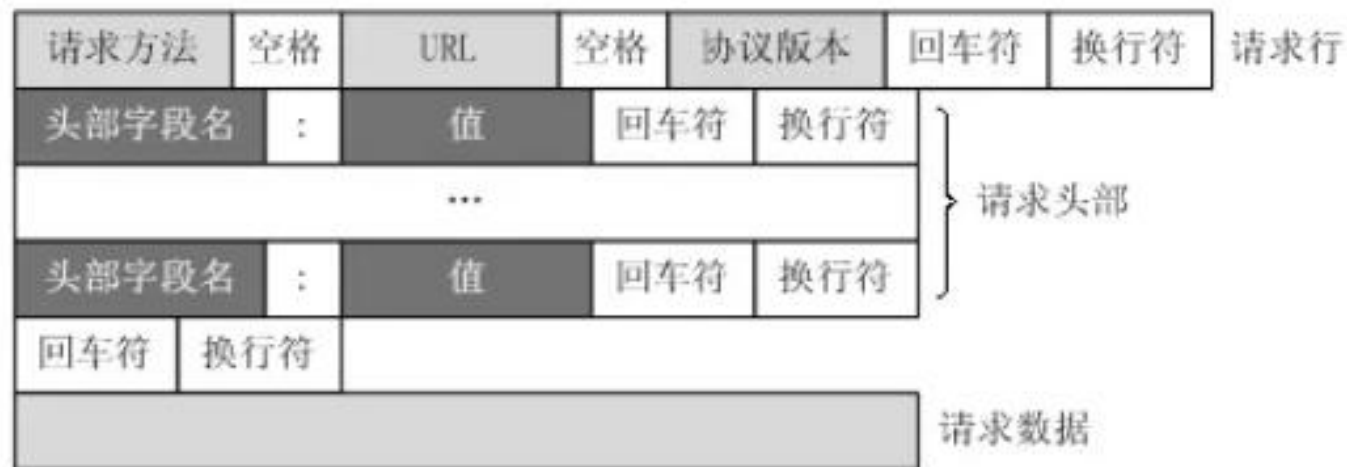 请求方法 空格 URL 空格 协议版本 回车符 换行符 请求行
头部字段名 : 值 回车符 换行符
… 请求头部
头部字段名 : 值 回车符 换行符
回车符 换行符
请求数据